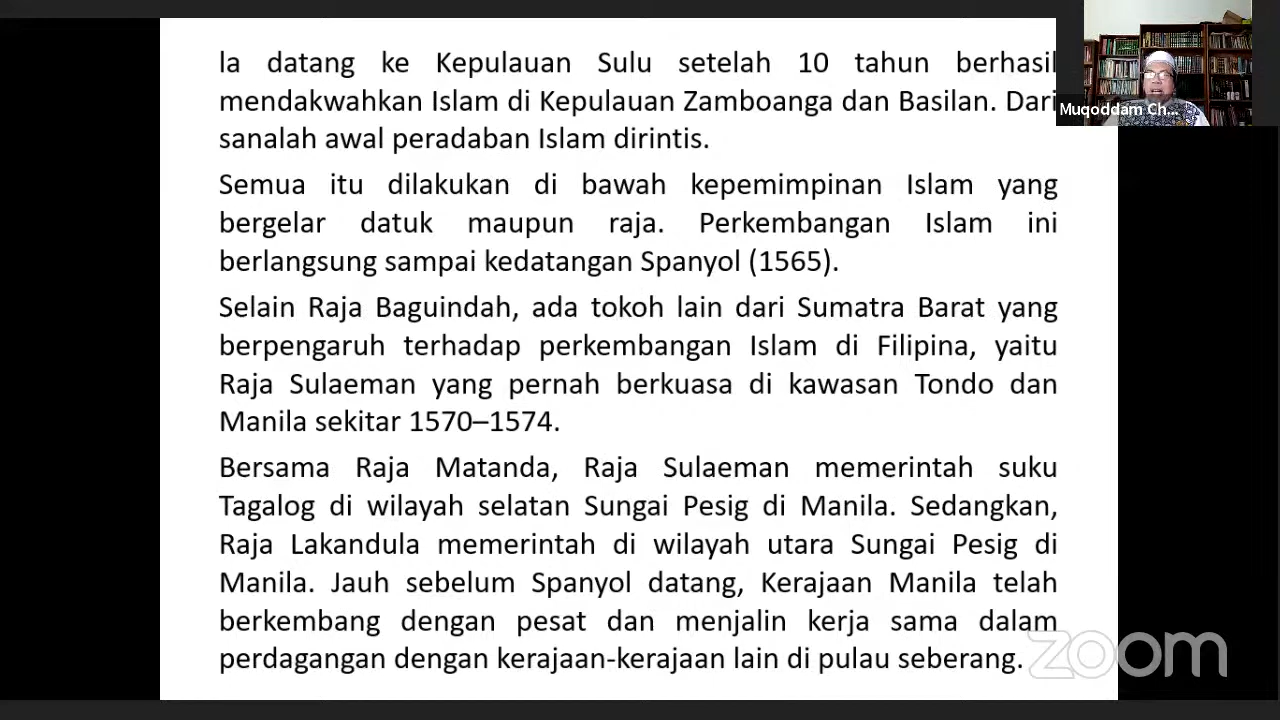 Ia datang ke Kepulauan Sulu setelah 10 tahun berhasil
mendakwahkan Islam di Kepulauan Zamboanga dan Basilan. Dari
sanalah awal peradaban Islam dirintis.
Semua itu dilakukan di bawah kepemimpinan Islam yang
bergelar datuk maupun raja. Perkembangan Islam ini
berlangsung sampai kedatangan Spanyol (1565).
Selain Raja Baguindah, ada tokoh lain dari Sumatra Barat yang
berpengaruh terhadap perkembangan Islam di Filipina, yaitu
Raja Sulaeman yang pernah berkuasa di kawasan Tondo dan
Manila sekitar 1570–1574.
Bersama Raja Matanda, Raja Sulaeman memerintah suku
Tagalog di wilayah selatan Sungai Pesig di Manila. Sedangkan,
Raja Lakandula memerintah di wilayah utara Sungai Pesig di
Manila. Jauh sebelum Spanyol datang, Kerajaan Manila telah
berkembang dengan pesat dan menjalin kerja sama dalam
perdagangan dengan kerajaan-kerajaan lain di pulau seberang.
Muqoddam Ch...
zoom